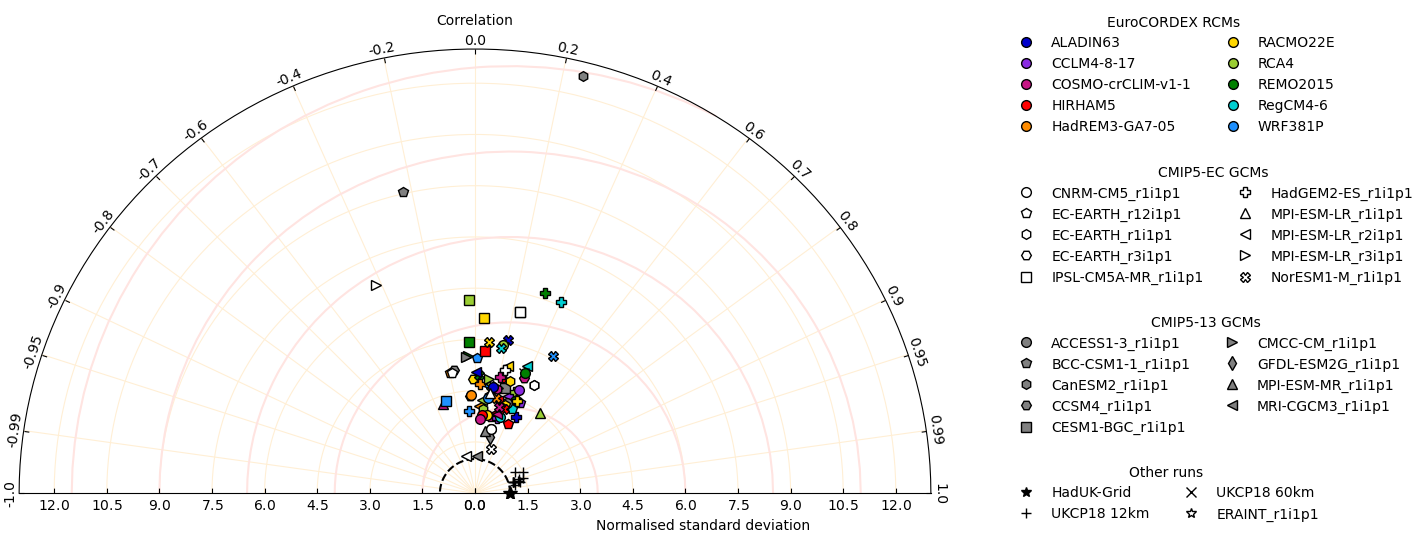 Correlation
0.0
-0.2
0.2
-0.4
0.4
-0.6
0.6
-0.7
0.7
-0.8
0.8
-0.9
0.9
-0.95
0.95
-0.99
0.99
-1.0
1.0
12.0 10.5 9.0 7.5 6.0 4.5 3.0 1.5 0.0 1.5 3.0 4.5 6.0 7.5 9.0 10.5 12.0
Normalised standard deviation
EuroCORDEX RCMs
ALADIN63 RACMO22E
CCLM4-8-17 RCA4
COSMO-crCLIM-v1-1 REMO2015
HIRHAM5 RegCM4-6
HadREM3-GA7-05 WRF381P
CMIP5-EC GCMs
CNRM-CM5_r1i1p1 HadGEM2-ES_r1i1p1
EC-EARTH_r12i1p1 MPI-ESM-LR_r1i1p1
EC-EARTH_r1i1p1 MPI-ESM-LR_r2i1p1
EC-EARTH_r3i1p1 MPI-ESM-LR_r3i1p1
IPSL-CM5A-MR_r1i1p1 NorESM1-M_r1i1p1
CMIP5-13 GCMs
ACCESS1-3_r1i1p1 CMCC-CM_r1i1p1
BCC-CSM1-1_r1i1p1 GFDL-ESM2G_r1i1p1
CanESM2_r1i1p1 MPI-ESM-MR_r1i1p1
CCSM4_r1i1p1 MRI-CGCM3_r1i1p1
CESM1-BGC_r1i1p1
Other runs
HadUK-Grid UKCP18 60km
UKCP18 12km ERAINT_r1i1p1